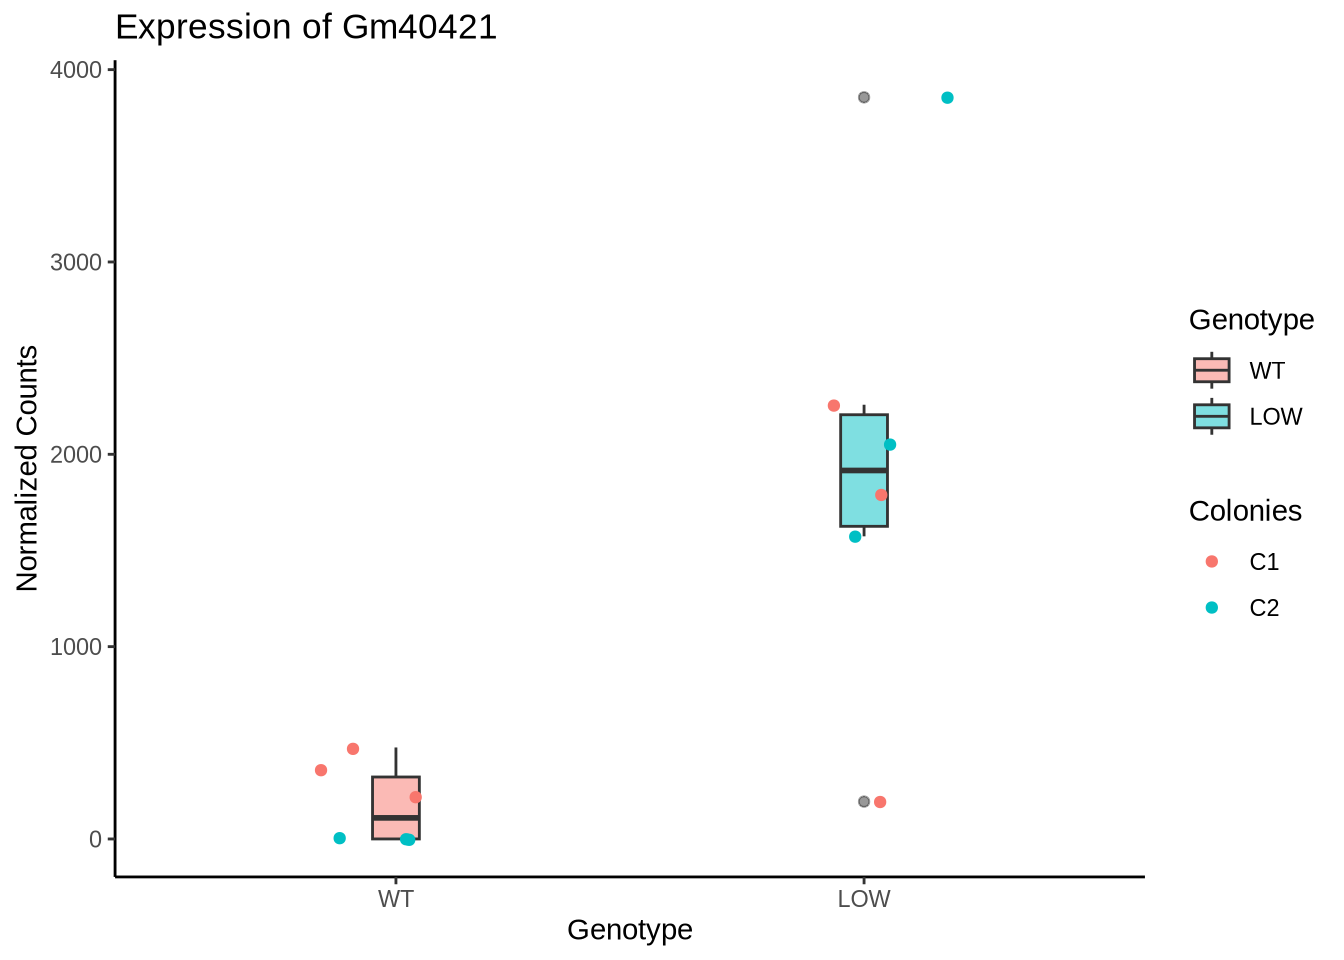 Expression of Gm40421
4000
3000
2000
1000
0
Normalized Counts
WT
LOW
Genotype
Genotype
WT
LOW
Colonies
C1
C2